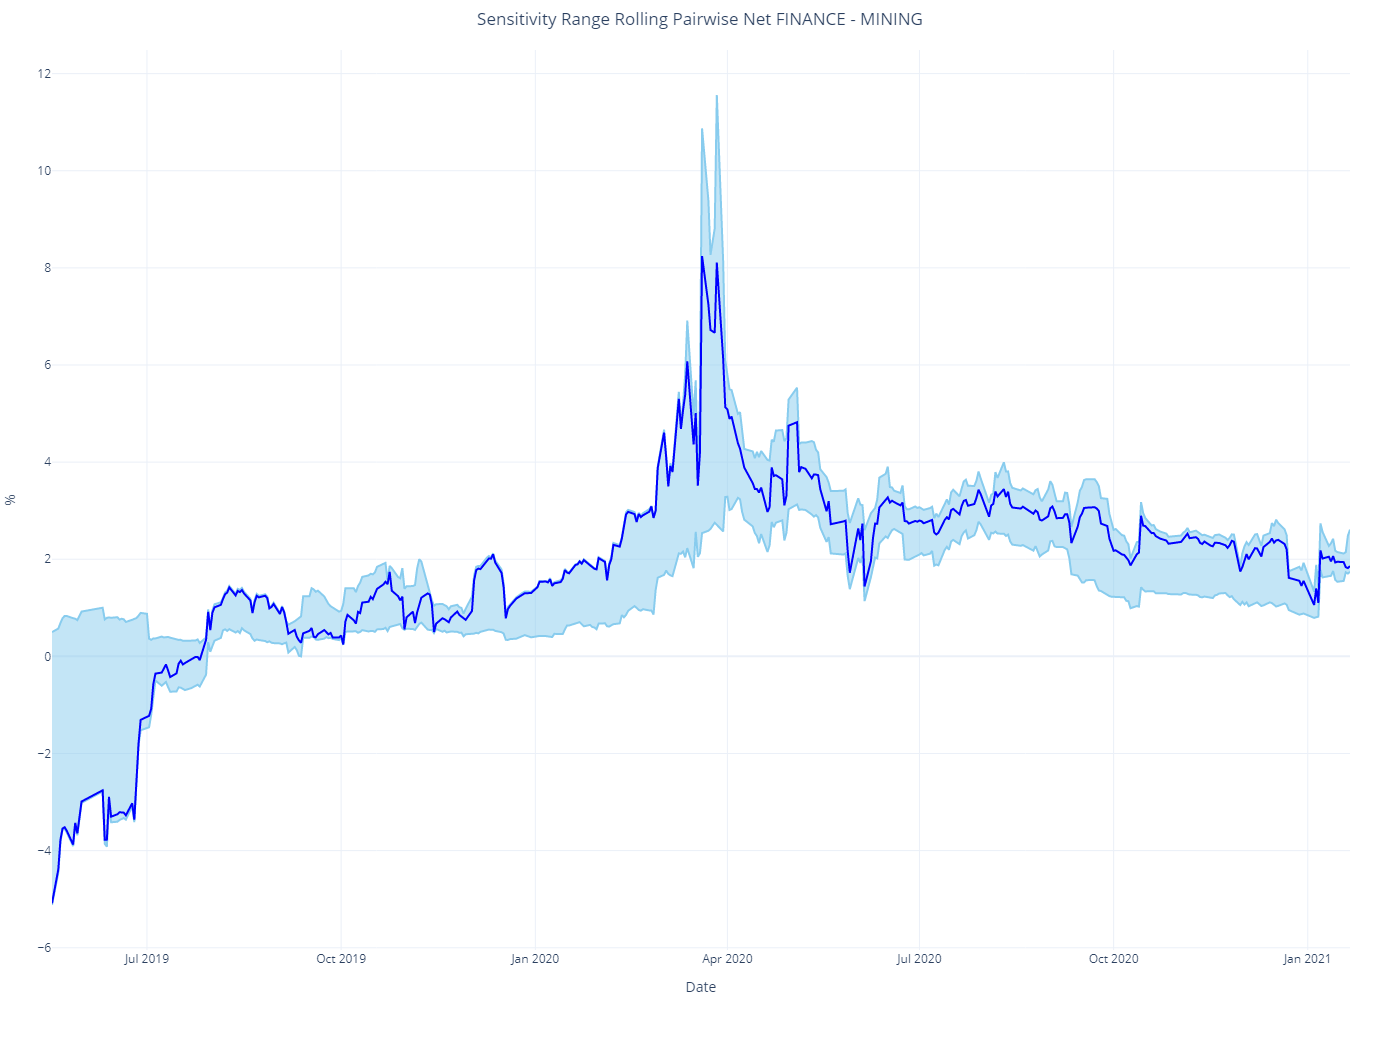 Sensitivity Range Rolling Pairwise Net FINANCE - MINING
12
10
8
6
4
2
0
−2
−4
−6
%
Jul 2019
Oct 2019
Jan 2020
Apr 2020
Jul 2020
Oct 2020
Jan 2021
Date